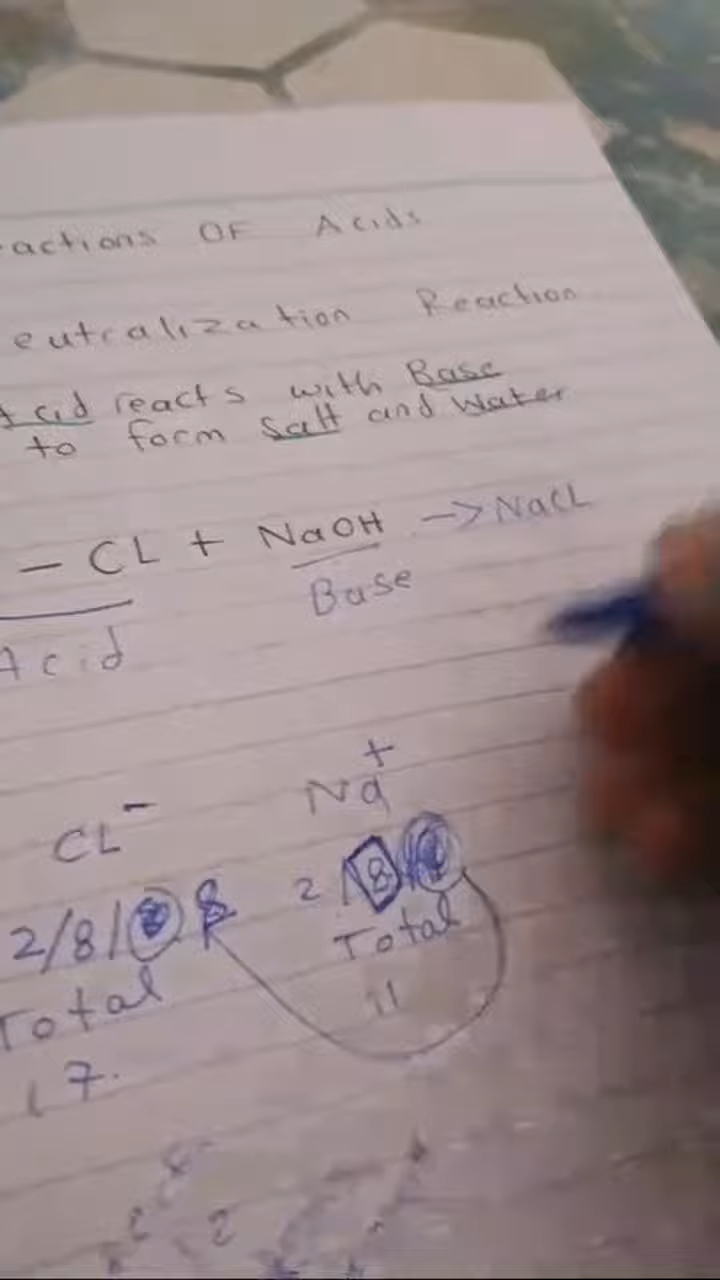 actions OF Acids
eutralization Reaction
Acid reacts with Base
to form Salt and Water
- CL + NaOH -> NaCL
Acid Base
CL⁻ Na⁺
2/8/ 8 2/8/
Total Total
17. 11